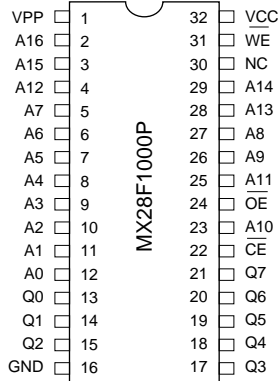 VPP 1 32 VCC
A16 2 31 W̅E̅
A15 3 30 NC
A12 4 29 A14
A7 5 28 A13
A6 6 27 A8
A5 7 26 A9
A4 8 25 A11
A3 9 24 O̅E̅
A2 10 23 A10
A1 11 22 C̅E̅
A0 12 21 Q7
Q0 13 20 Q6
Q1 14 19 Q5
Q2 15 18 Q4
GND 16 17 Q3
MX28F1000P